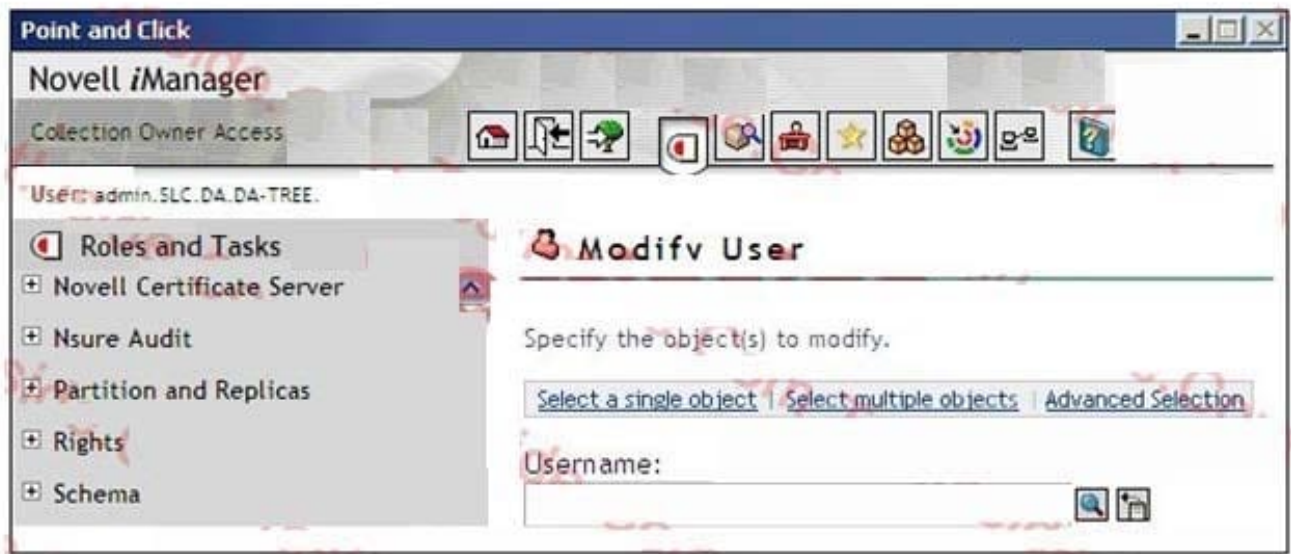 Point and Click
Novell iManager
Collection Owner Access
User: admin.SLC.DA.DA-TREE.
Roles and Tasks
Novell Certificate Server
Nsure Audit
Partition and Replicas
Rights
Schema
Modify User
Specify the object(s) to modify.
Select a single object | Select multiple objects | Advanced Selection
Username: